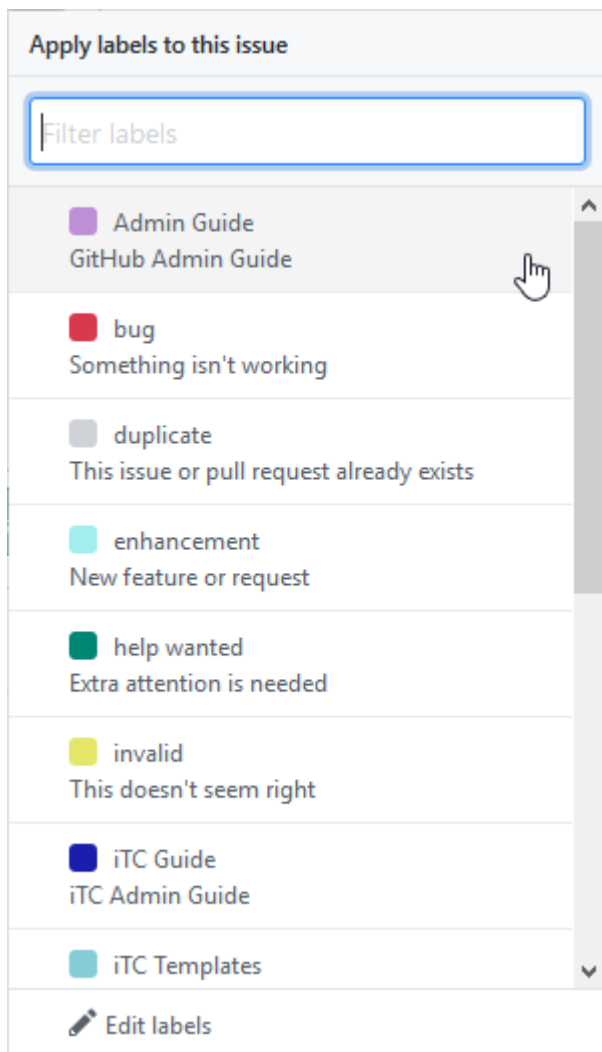 Apply labels to this issue
Filter labels
Admin Guide
GitHub Admin Guide
bug
Something isn't working
duplicate
This issue or pull request already exists
enhancement
New feature or request
help wanted
Extra attention is needed
invalid
This doesn't seem right
iTC Guide
iTC Admin Guide
iTC Templates
Edit labels